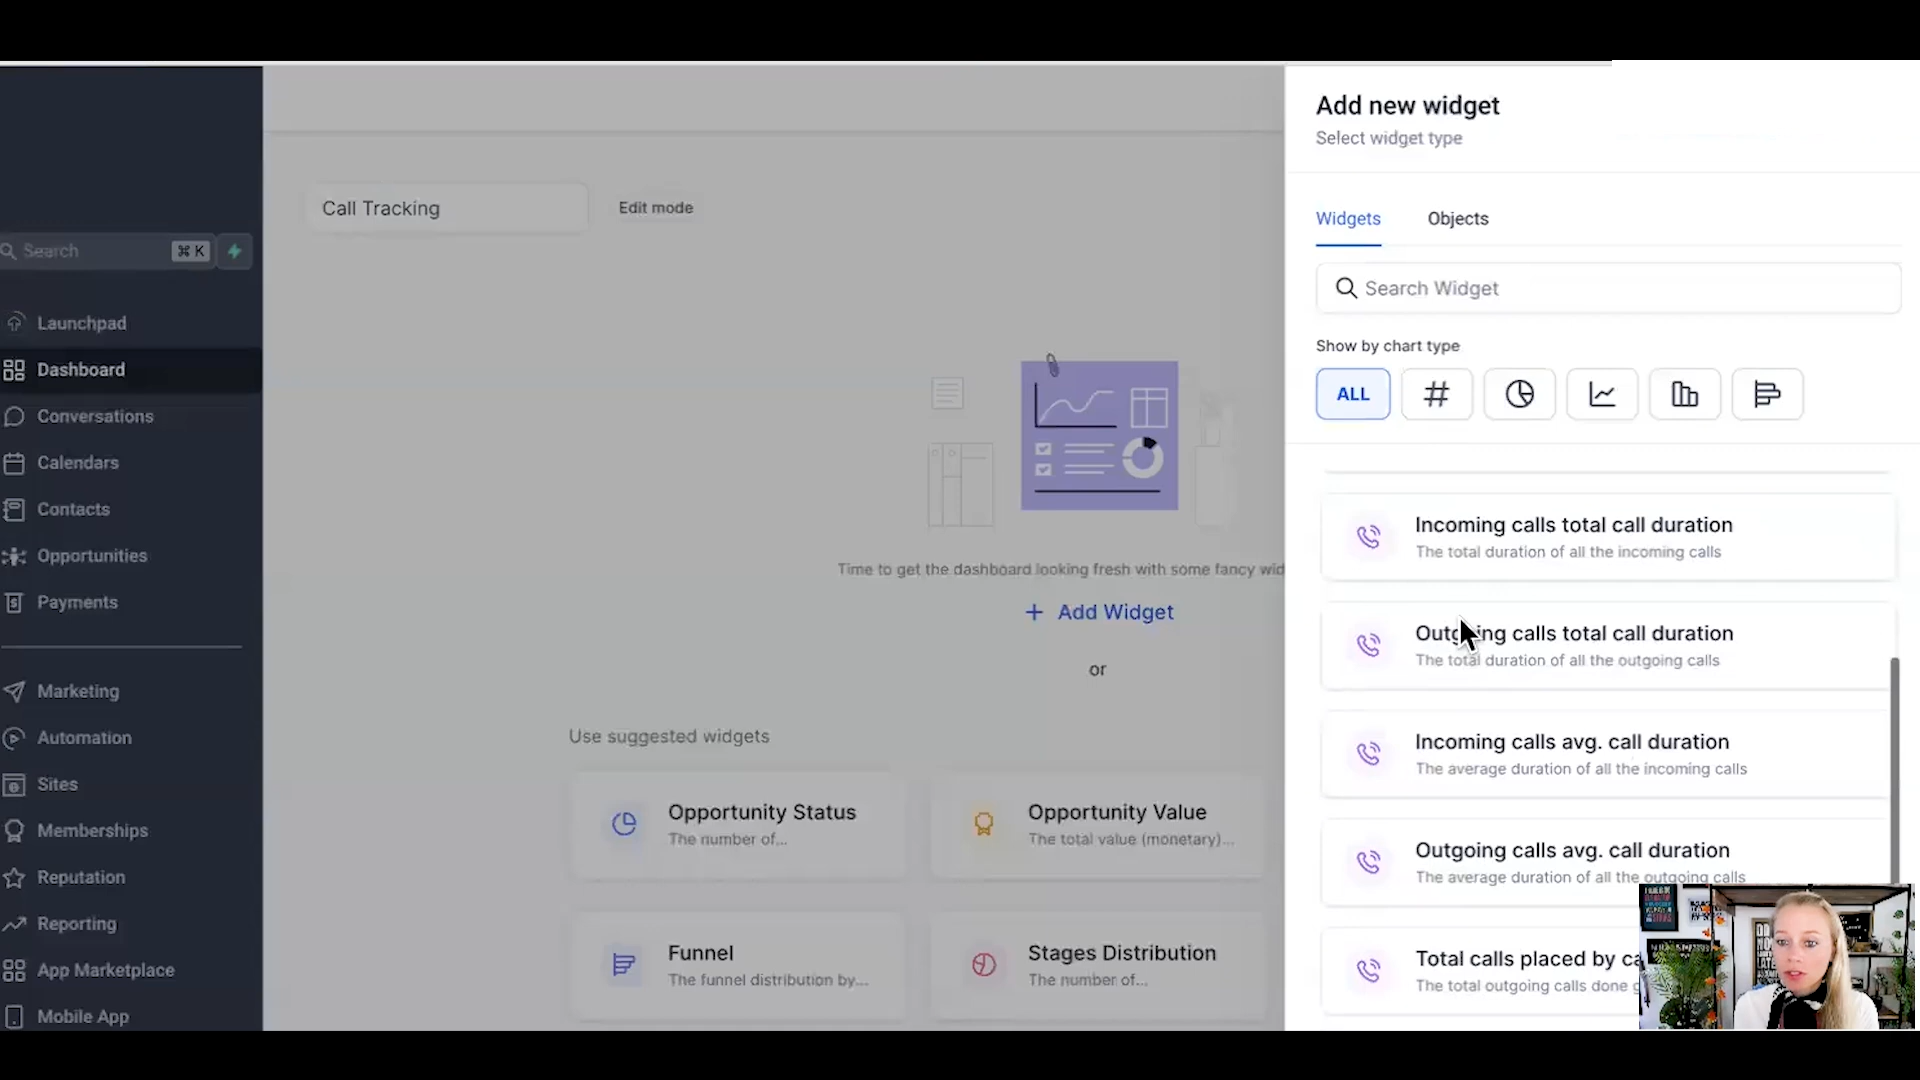 Add new widget
Select widget type
Call Tracking
Edit mode
Widgets
Objects
Search
⌘ K
Search Widget
Launchpad
Show by chart type
Dashboard
ALL
Conversations
Calendars
Contacts
Incoming calls total call duration
The total duration of all the incoming calls
Opportunities
Time to get the dashboard looking fresh with some fancy wid
Payments
+ Add Widget
Outgoing calls total call duration
The total duration of all the outgoing calls
or
Marketing
Use suggested widgets
Automation
Incoming calls avg. call duration
The average duration of all the incoming calls
Sites
Opportunity Status
The number of...
Opportunity Value
The total value (monetary)...
Memberships
Outgoing calls avg. call duration
The average duration of all the outgoing calls
Reputation
Reporting
Funnel
The funnel distribution by...
Stages Distribution
The number of...
App Marketplace
Total calls placed by ca
The total outgoing calls done
Mobile App